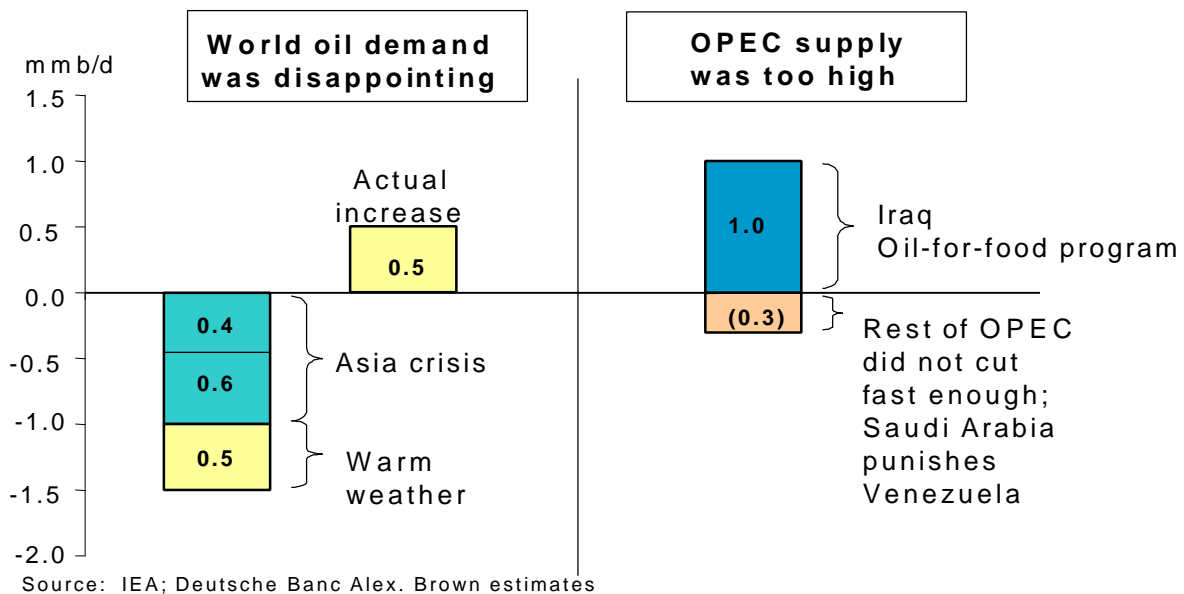 World oil demand
was disappointing
OPEC supply
was too high
mmb/d
1.5
1.0
0.5
0.0
-0.5
-1.0
-1.5
-2.0
Actual
increase
0.5
0.4
0.6
0.5
Asia crisis
Warm
weather
1.0
(0.3)
Iraq
Oil-for-food program
Rest of OPEC
did not cut
fast enough;
Saudi Arabia
punishes
Venezuela
Source: IEA; Deutsche Banc Alex. Brown estimates